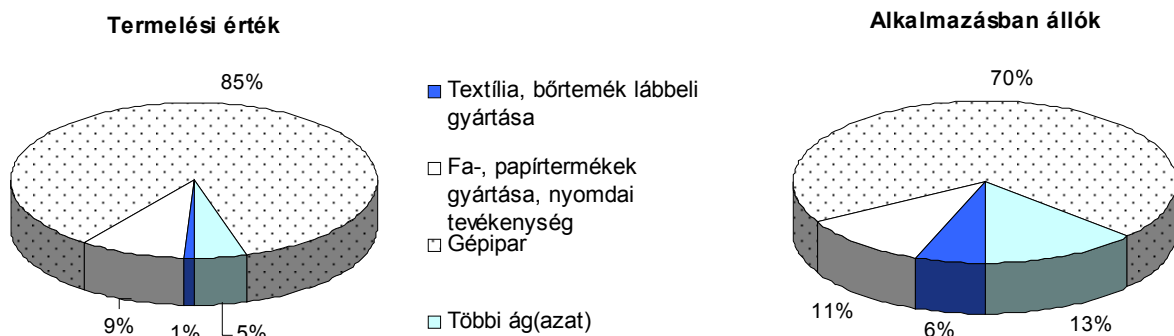 Termelési érték
Alkalmazásban állók
85%
70%
Textília, bőrtemék lábbeli
gyártása
Fa-, papírtermékek
gyártása, nyomdai
tevékenység
Gépipar
Többi ág(azat)
9%
1%
5%
11%
6%
13%